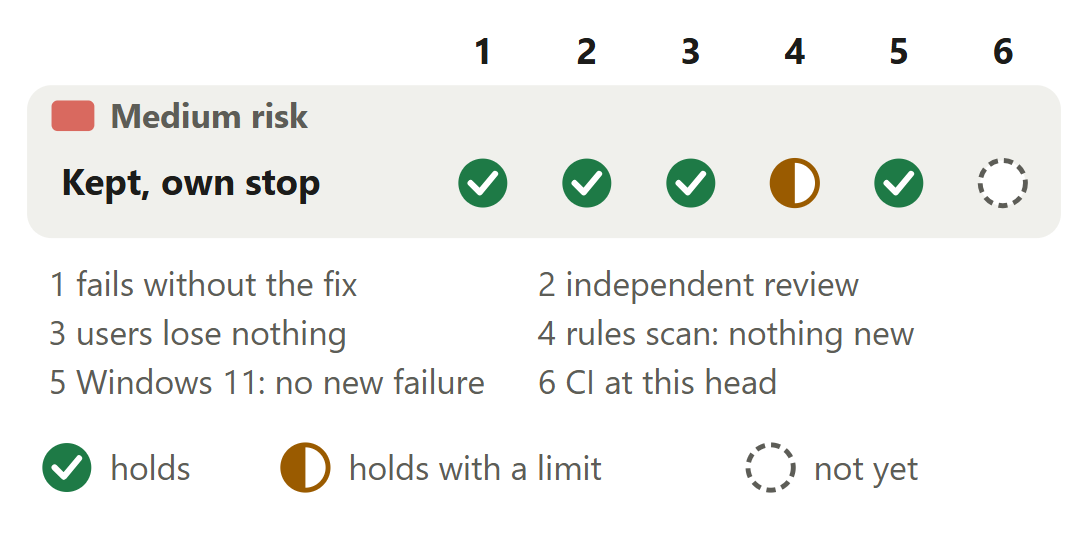 1 2 3 4 5 6
Medium risk
Kept, own stop
1 fails without the fix
2 independent review
3 users lose nothing
4 rules scan: nothing new
5 Windows 11: no new failure
6 CI at this head
holds
holds with a limit
not yet